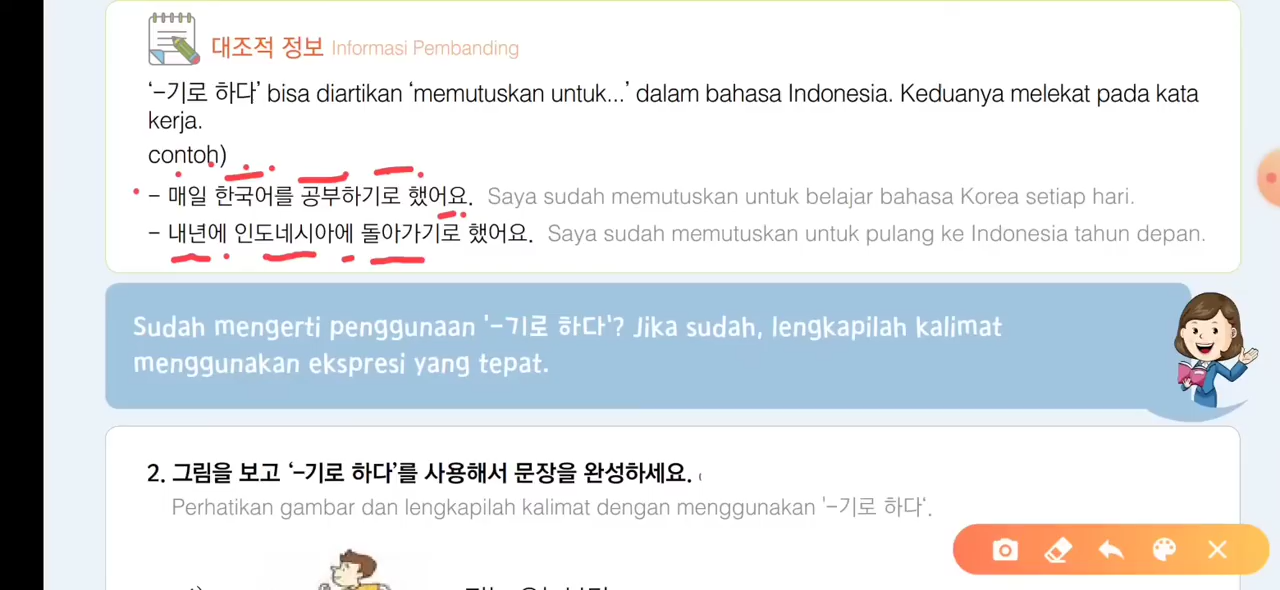 대조적 정보 Informasi Pembanding
‘-기로 하다’ bisa diartikan ‘memutuskan untuk...’ dalam bahasa Indonesia. Keduanya melekat pada kata
kerja.
contoh)
- 매일 한국어를 공부하기로 했어요. Saya sudah memutuskan untuk belajar bahasa Korea setiap hari.
- 내년에 인도네시아에 돌아가기로 했어요. Saya sudah memutuskan untuk pulang ke Indonesia tahun depan.
Sudah mengerti penggunaan '-기로 하다'? Jika sudah, lengkapilah kalimat
menggunakan ekspresi yang tepat.
2. 그림을 보고 ‘-기로 하다’를 사용해서 문장을 완성하세요.
Perhatikan gambar dan lengkapilah kalimat dengan menggunakan '-기로 하다'.